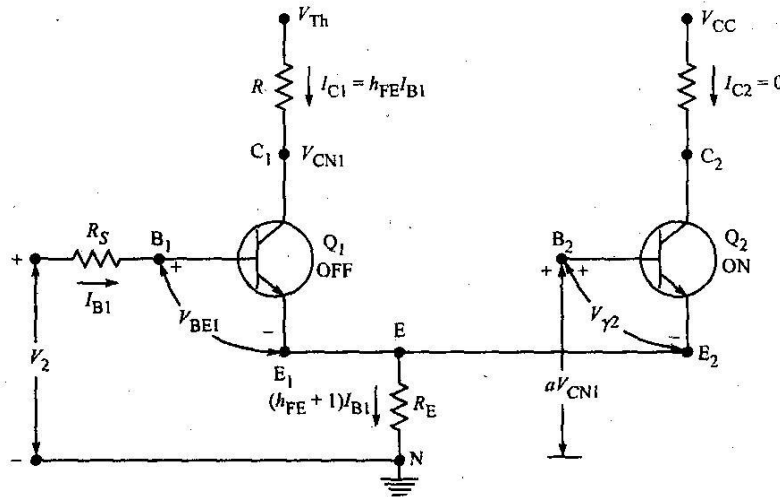 V_Th
V_CC
R
I_C1 = h_FE I_B1
I_C2 = 0
C_1
V_CN1
C_2
R_S
B_1
Q_1
OFF
B_2
Q_2
ON
+
+
+
+
I_B1
V_BE1
V_γ2
−
−
E
E_1
E_2
V_2
(h_FE + 1)I_B1
R_E
aV_CN1
−
N